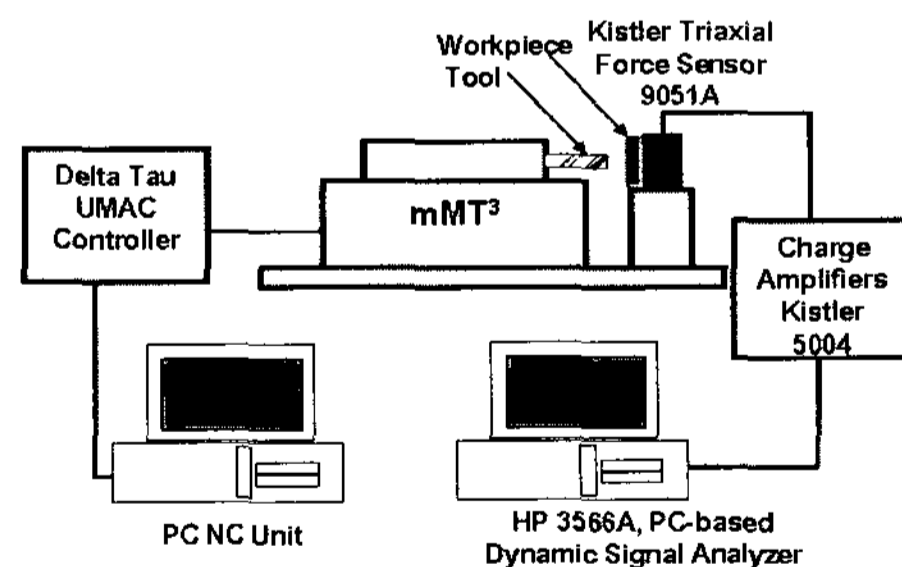 Workpiece
Tool
Kistler Triaxial
Force Sensor
9051A
Delta Tau
UMAC
Controller
mMT³
Charge
Amplifiers
Kistler
5004
PC NC Unit
HP 3566A, PC-based
Dynamic Signal Analyzer